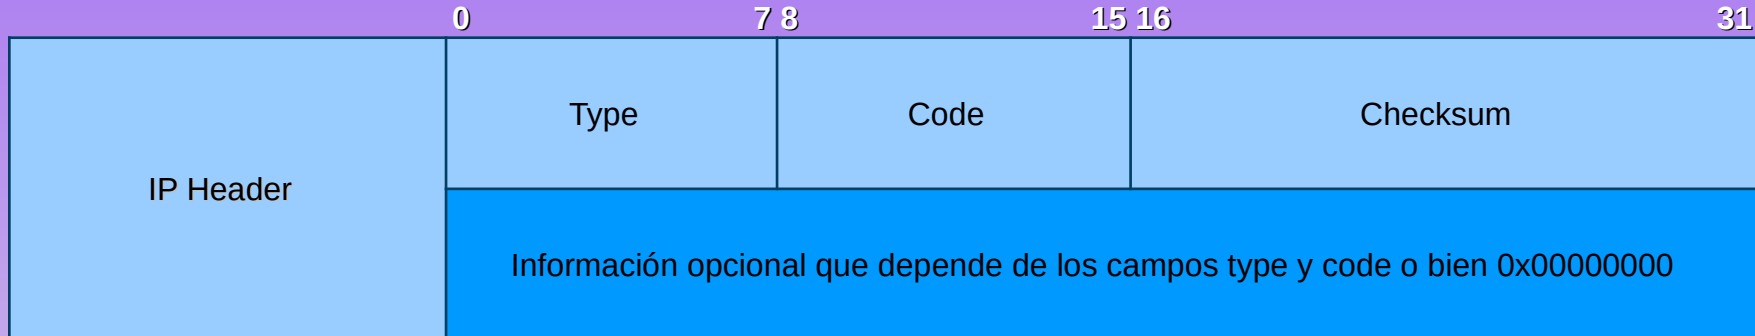 0 7 8 15 16 31
Type Code Checksum
IP Header
Información opcional que depende de los campos type y code o bien 0x00000000